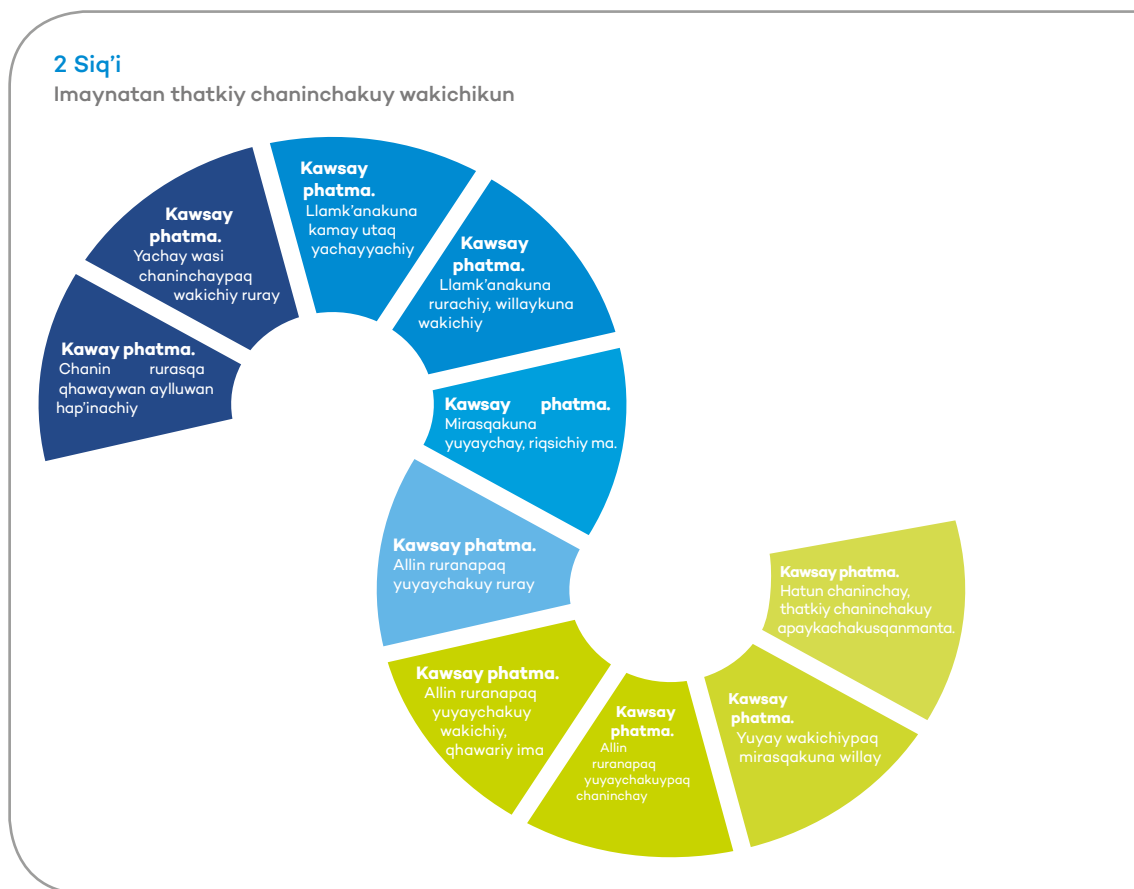 2 Siq'i
Imaynatan thatkiy chaninchakuy wakichikun
Kaway phatma.
Chanin rurasqa
qhawaywan aylluwan
hap'inachiy
Kawsay
phatma.
Yachay wasi
chaninchaypaq
wakichiy ruray
Kawsay
phatma.
Llamk'anakuna
kamay utaq
yachayyachiy
Kawsay
phatma.
Llamk'anakuna
rurachiy, willaykuna
wakichiy
Kawsay phatma.
Mirasqakuna
yuyaychay, riqsichiy ma.
Kawsay phatma.
Allin ruranapaq
yuyaychakuy ruray
Kawsay phatma.
Allin ruranapaq
yuyaychakuy
wakichiy,
qhawariy ima
Kawsay
phatma.
Allin
ruranapaq
yuyaychakuypaq
chaninchay
Kawsay
phatma.
Yuyay wakichiypaq
mirasqakuna willay
Kawsay phatma.
Hatun chaninchay,
thatkiy chaninchakuy
apaykachakusqanmanta.